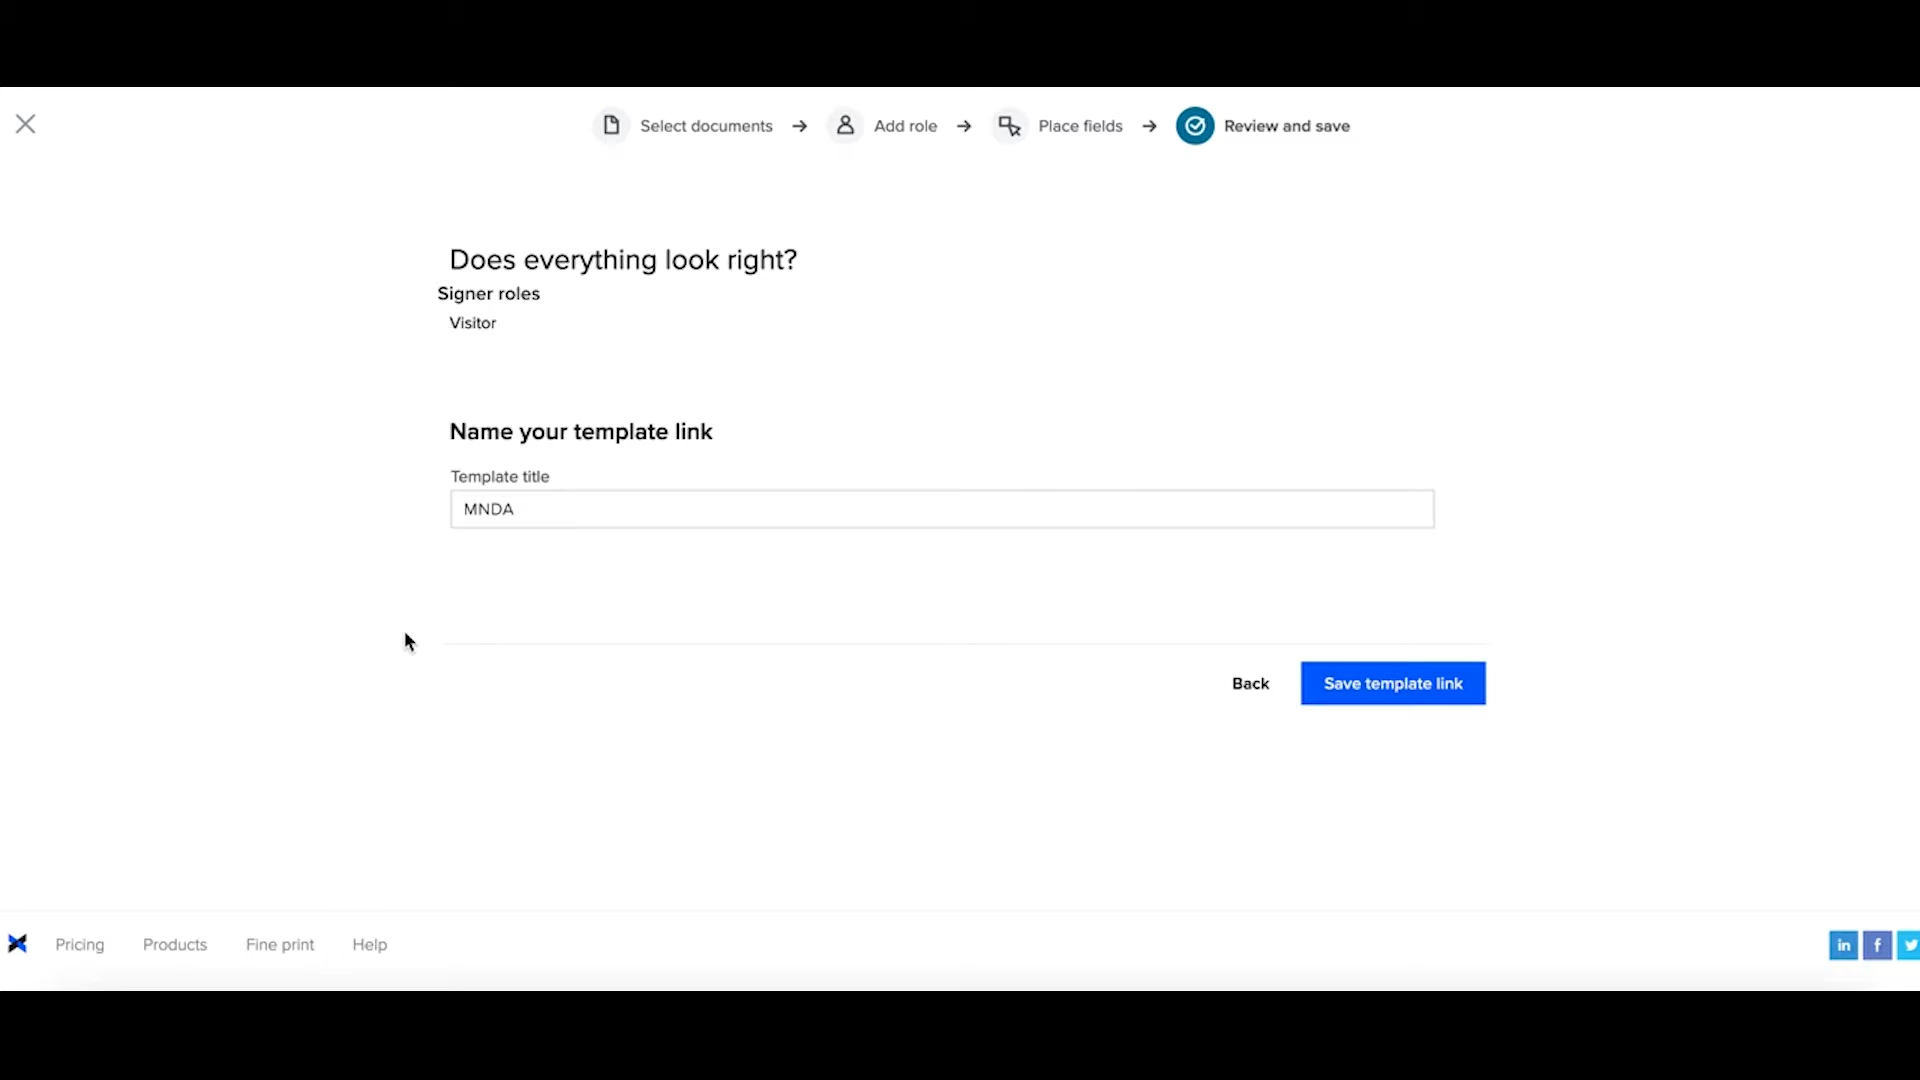 Select documents → Add role → Place fields → Review and save
Does everything look right?
Signer roles
Visitor
Name your template link
Template title
MNDA
Back Save template link
Pricing Products Fine print Help in f